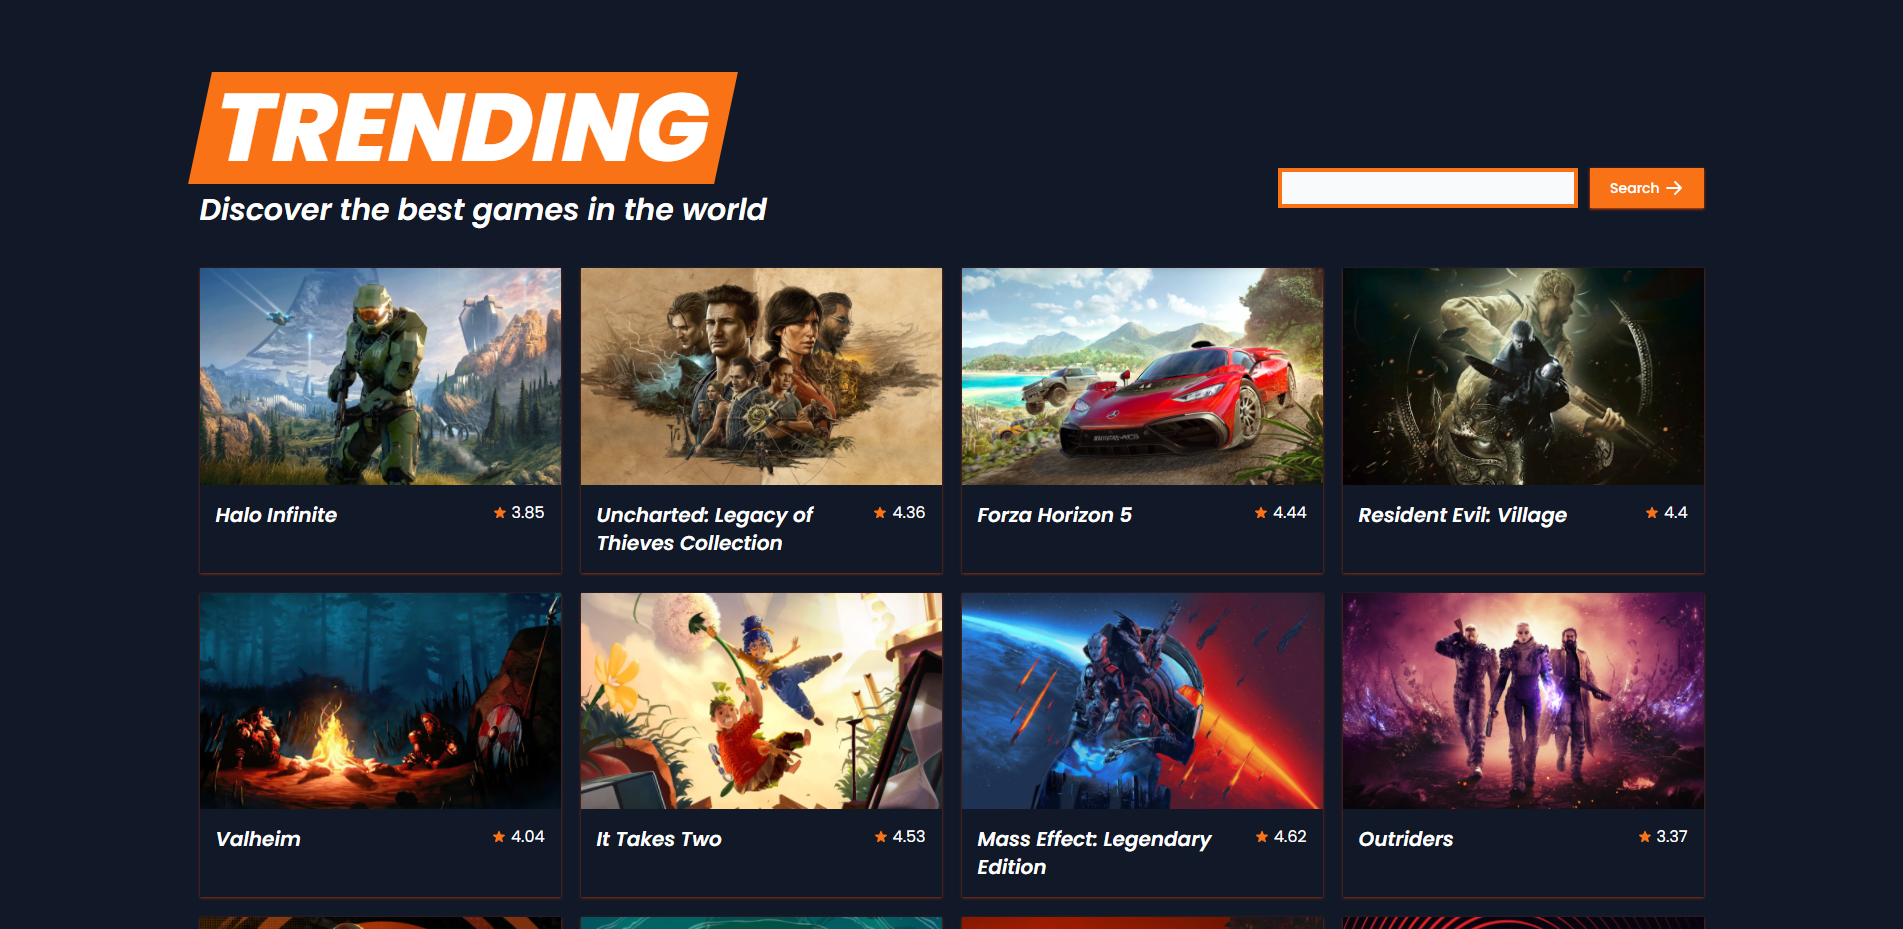 TRENDING
Discover the best games in the world
Search
Halo Infinite
3.85
Uncharted: Legacy of
Thieves Collection
4.36
Forza Horizon 5
4.44
Resident Evil: Village
4.4
Valheim
4.04
It Takes Two
4.53
Mass Effect: Legendary
Edition
4.62
Outriders
3.37